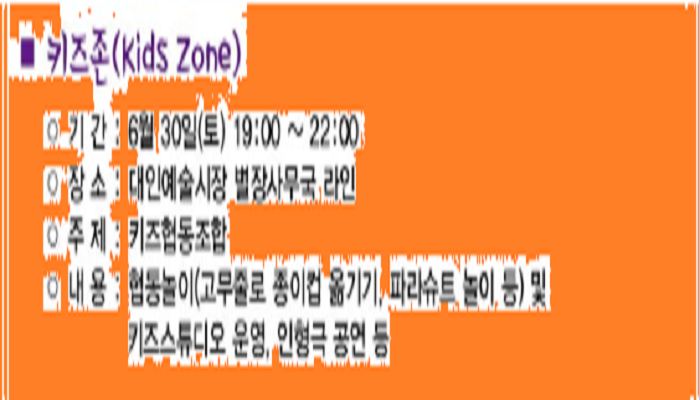 ■ 키즈존(Kids Zone)
○ 기 간 : 6월 30일(토) 19:00 ~ 22:00
○ 장 소 : 대인예술시장 별장사무국 라인
○ 주 제 : 키즈협동조합
○ 내 용 : 협동놀이(고무줄로 종이컵 옮기기, 파라슈트 놀이 등) 및
키즈스튜디오 운영, 인형극 공연 등